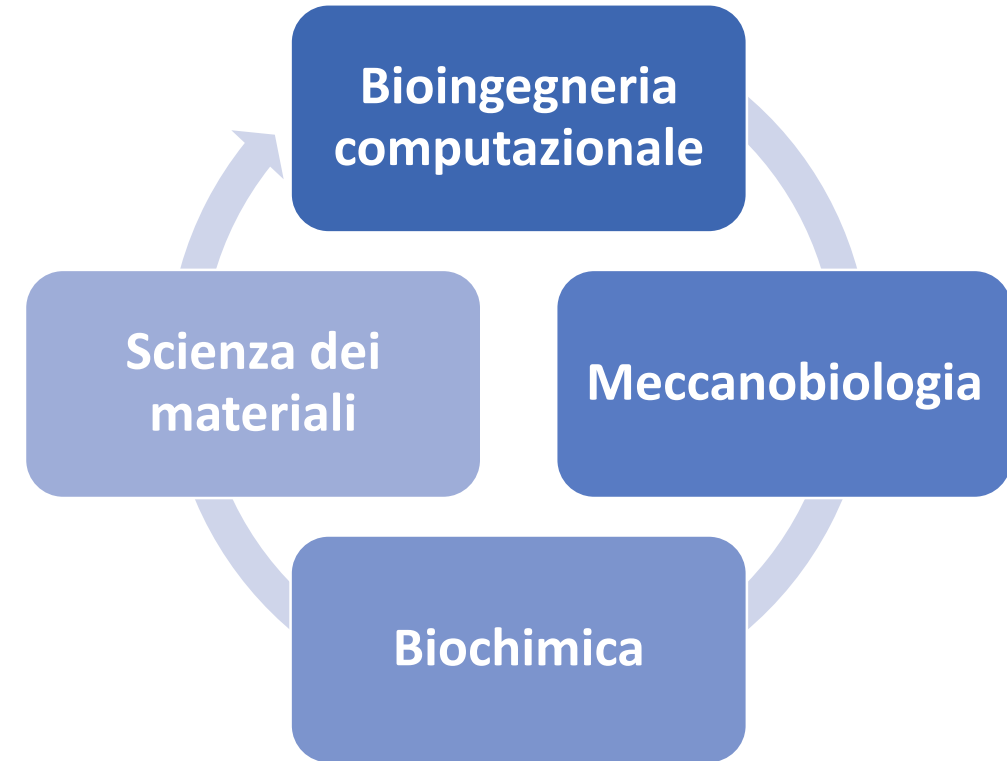 Bioingegneria
computazionale
Meccanobiologia
Biochimica
Scienza dei
materiali